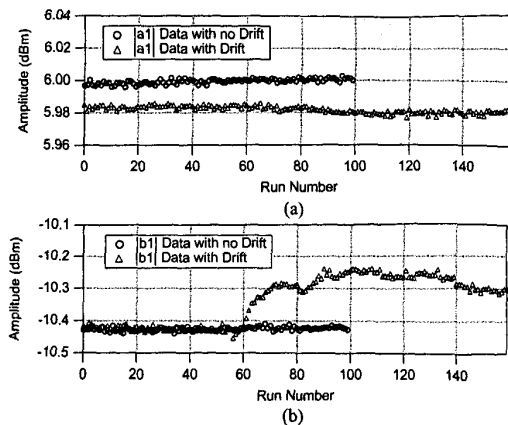 6.04
6.02
6.00
5.98
5.96
Amplitude (dBm)
|a1| Data with no Drift
|a1| Data with Drift
0
20
40
60
80
100
120
140
Run Number
(a)
-10.1
-10.2
-10.3
-10.4
-10.5
Amplitude (dBm)
|b1| Data with no Drift
|b1| Data with Drift
0
20
40
60
80
100
120
140
Run Number
(b)